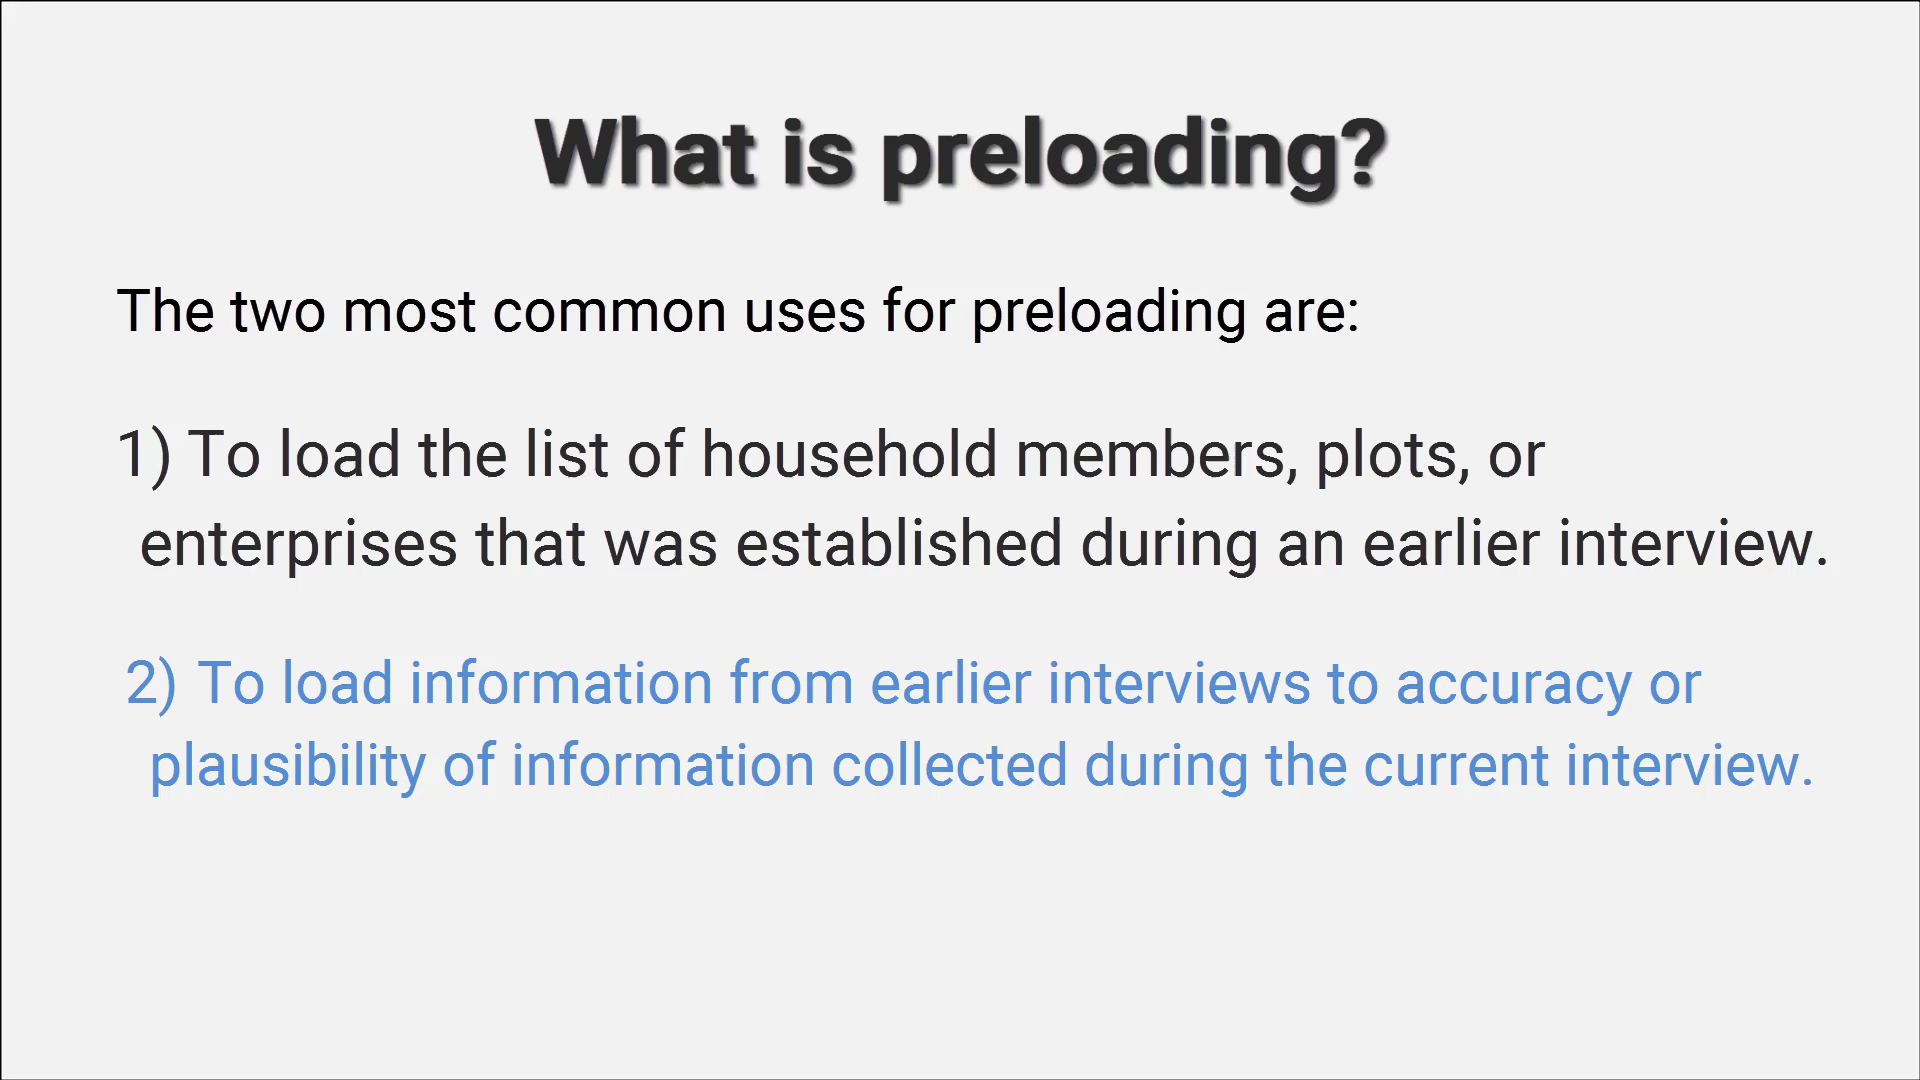 What is preloading?
The two most common uses for preloading are:
1) To load the list of household members, plots, or
enterprises that was established during an earlier interview.
2) To load information from earlier interviews to accuracy or
plausibility of information collected during the current interview.